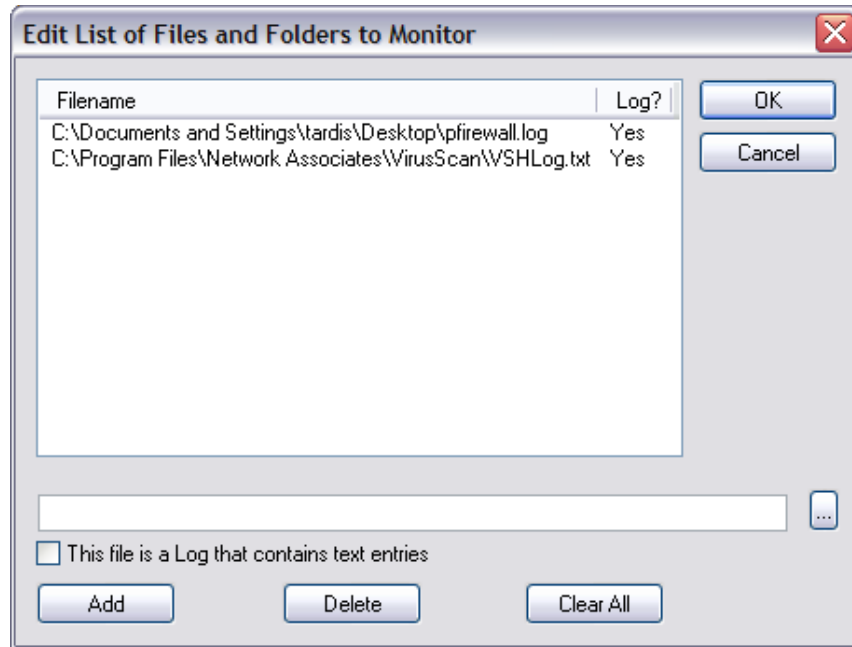 Edit List of Files and Folders to Monitor
Filename Log?
C:\Documents and Settings\tardis\Desktop\pfirewall.log Yes
C:\Program Files\Network Associates\VirusScan\VSHLog.txt Yes
OK
Cancel
...
This file is a Log that contains text entries
Add Delete Clear All